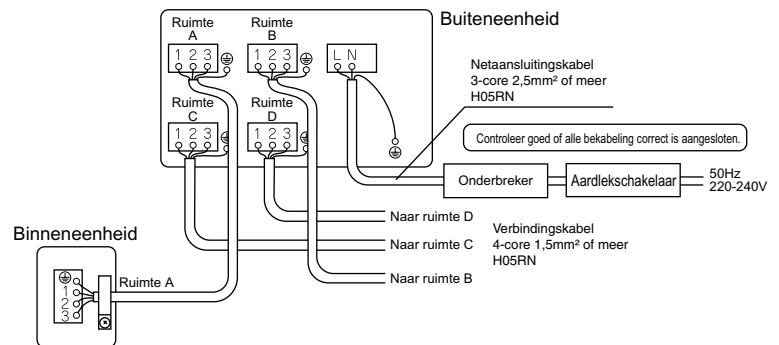 Buiteneenheid
Ruimte
A
1 2 3
Ruimte
B
1 2 3
L N
Ruimte
C
1 2 3
Ruimte
D
1 2 3
Netaansluitingskabel
3-core 2,5mm² of meer
H05RN
Controleer goed of alle bekabeling correct is aangesloten.
Onderbreker
Aardlekschakelaar
50Hz
220-240V
Naar ruimte D
Naar ruimte C
Naar ruimte B
Verbindingskabel
4-core 1,5mm² of meer
H05RN
Binneneenheid
Ruimte A
1
2
3